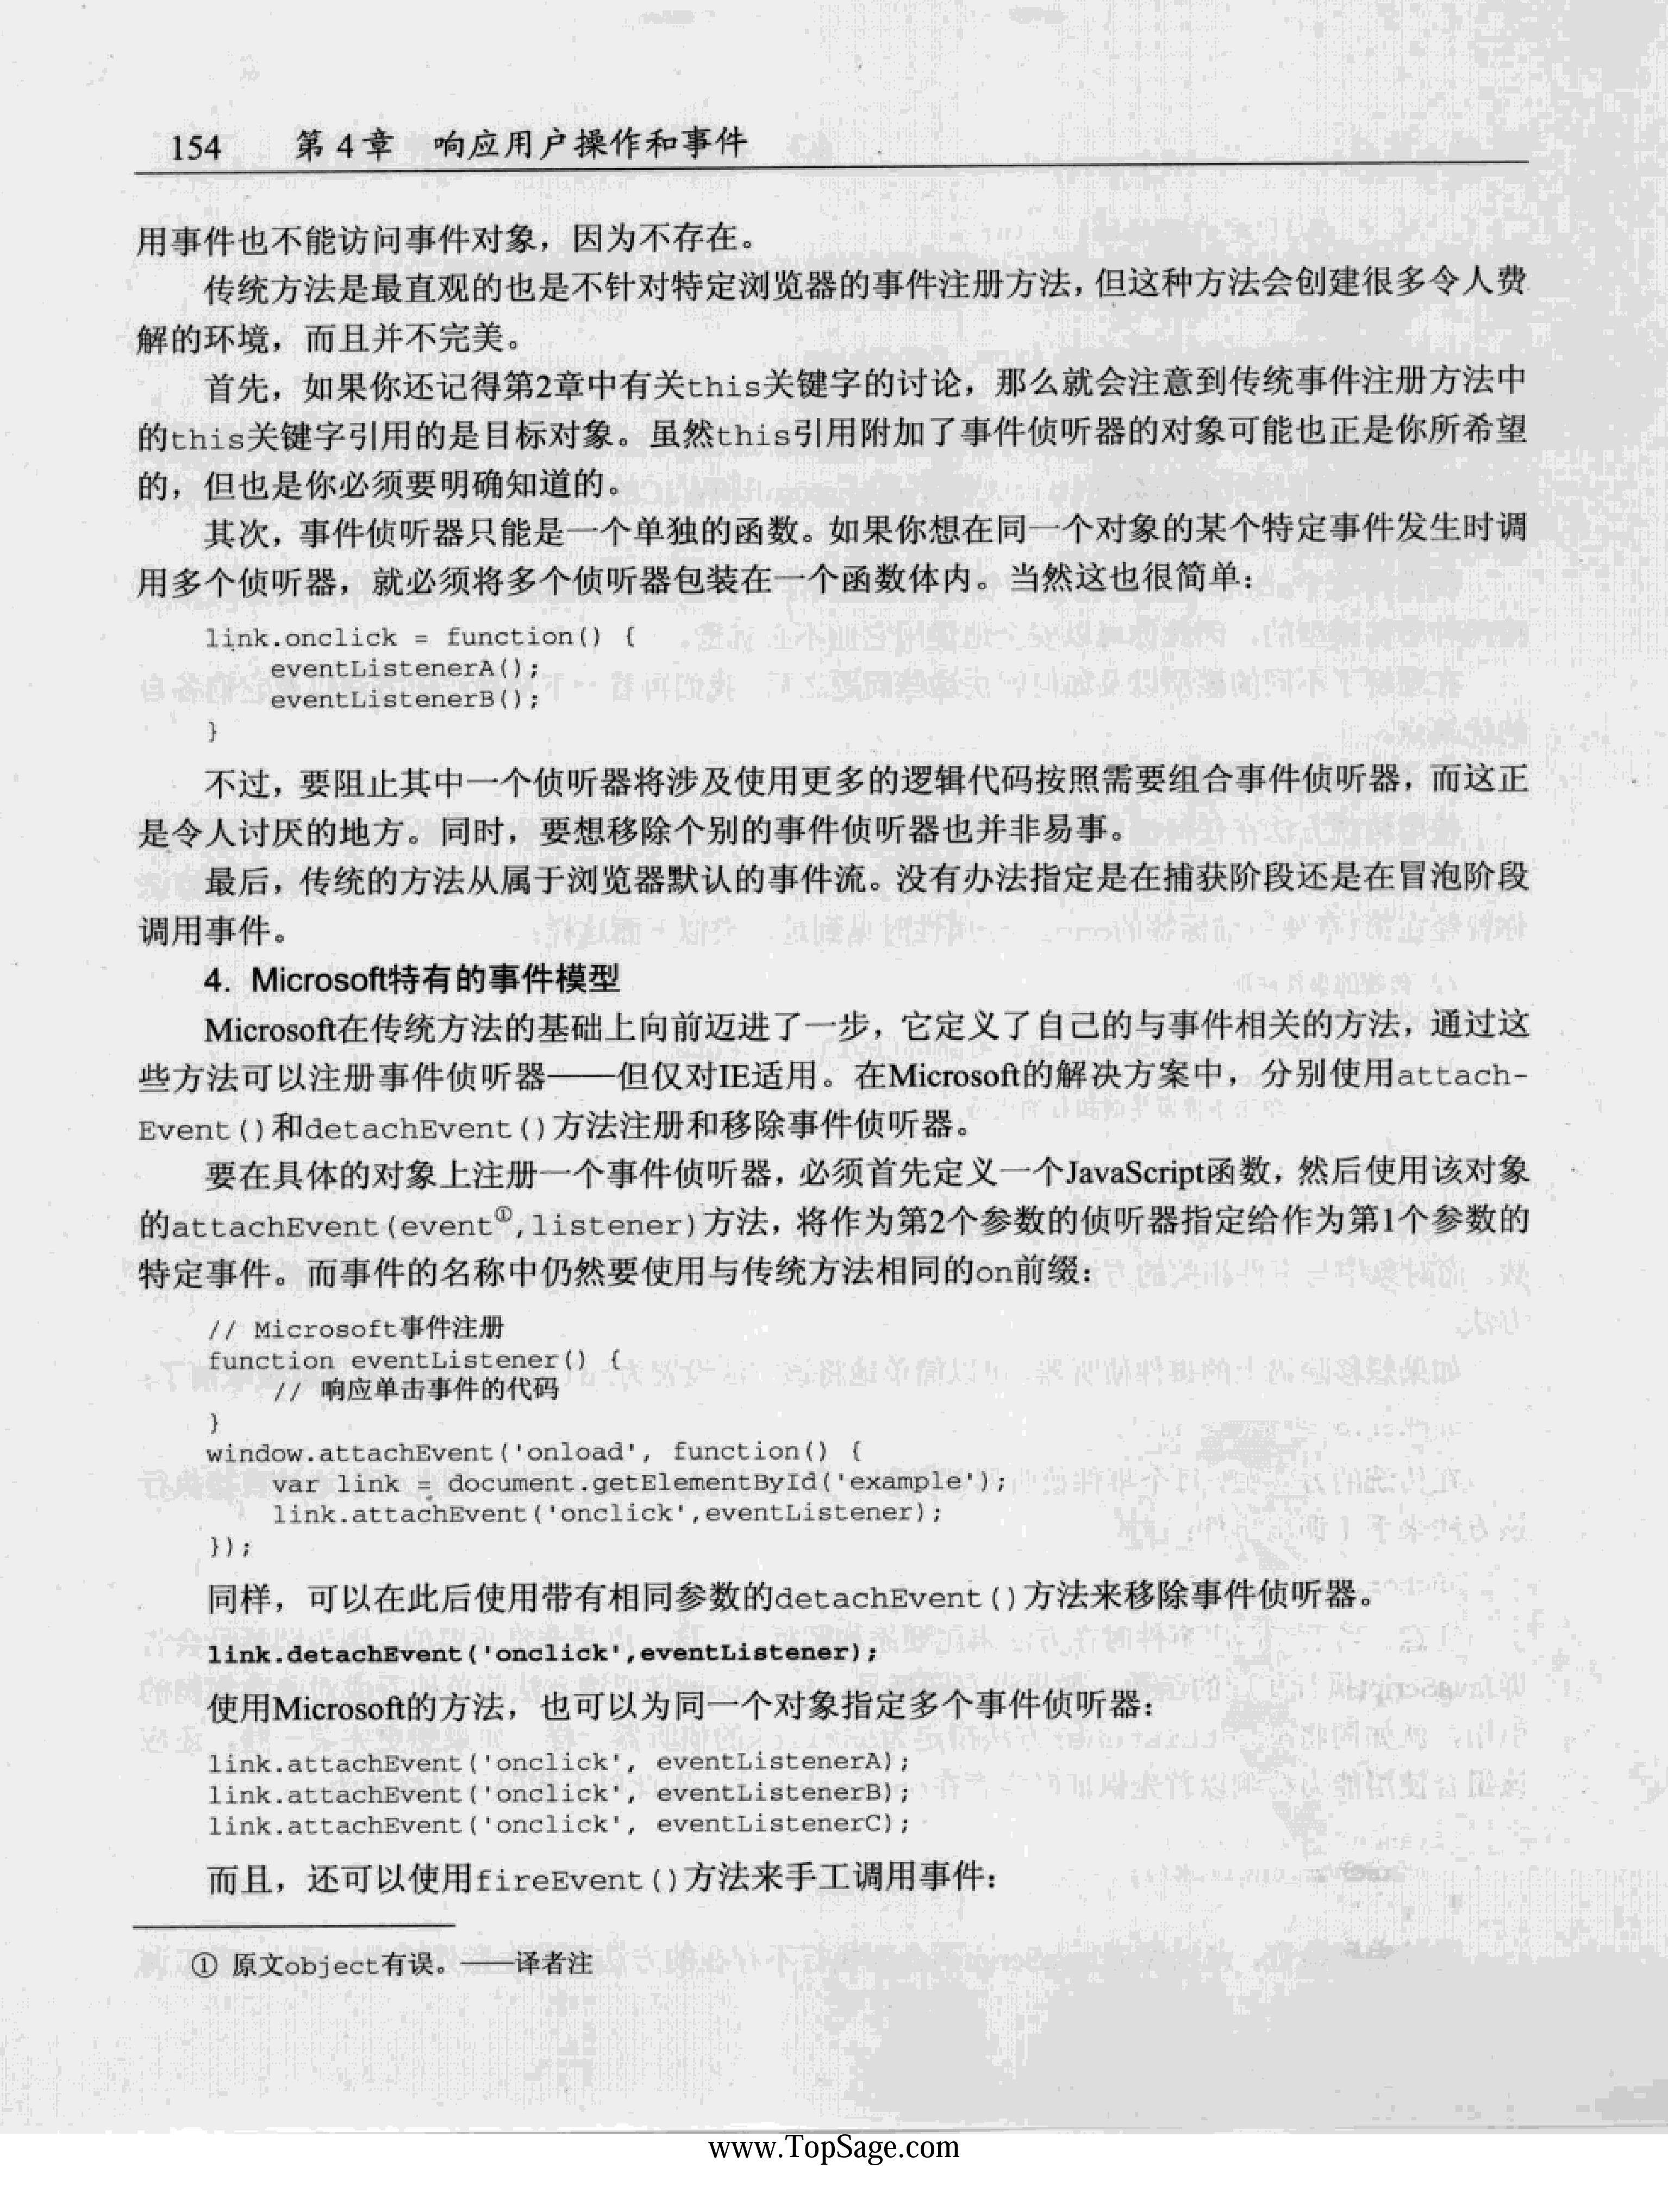 154 第4章 响应用户操作和事件
用事件也不能访问事件对象，因为不存在。
传统方法是最直观的也是不针对特定浏览器的事件注册方法，但这种方法会创建很多令人费
解的环境，而且并不完美。
首先，如果你还记得第2章中有关this关键字的讨论，那么就会注意到传统事件注册方法中
的this关键字引用的是目标对象。虽然this引用附加了事件侦听器的对象可能也正是你所希望
的，但也是你必须要明确知道的。
其次，事件侦听器只能是一个单独的函数。如果你想在同一个对象的某个特定事件发生时调
用多个侦听器，就必须将多个侦听器包装在一个函数体内。当然这也很简单：
link.onclick = function() {
eventListenerA();
eventListenerB();
}
不过，要阻止其中一个侦听器将涉及使用更多的逻辑代码按照需要组合事件侦听器，而这正
是令人讨厌的地方。同时，要想移除个别的事件侦听器也并非易事。
最后，传统的方法从属于浏览器默认的事件流。没有办法指定是在捕获阶段还是在冒泡阶段
调用事件。
4. Microsoft特有的事件模型
Microsoft在传统方法的基础上向前迈进了一步，它定义了自己的与事件相关的方法，通过这
些方法可以注册事件侦听器——但仅对IE适用。在Microsoft的解决方案中，分别使用attach-
Event()和detachEvent()方法注册和移除事件侦听器。
要在具体的对象上注册一个事件侦听器，必须首先定义一个JavaScript函数，然后使用该对象
的attachEvent(event①,listener)方法，将作为第2个参数的侦听器指定给作为第1个参数的
特定事件。而事件的名称中仍然要使用与传统方法相同的on前缀：
// Microsoft事件注册
function eventListener() {
// 响应单击事件的代码
}
window.attachEvent('onload', function() {
var link = document.getElementById('example');
link.attachEvent('onclick',eventListener);
});
同样，可以在此后使用带有相同参数的detachEvent()方法来移除事件侦听器。
link.detachEvent('onclick',eventListener);
使用Microsoft的方法，也可以为同一个对象指定多个事件侦听器：
link.attachEvent('onclick', eventListenerA);
link.attachEvent('onclick', eventListenerB);
link.attachEvent('onclick', eventListenerC);
而且，还可以使用fireEvent()方法来手工调用事件：
① 原文object有误。——译者注
www.TopSage.com